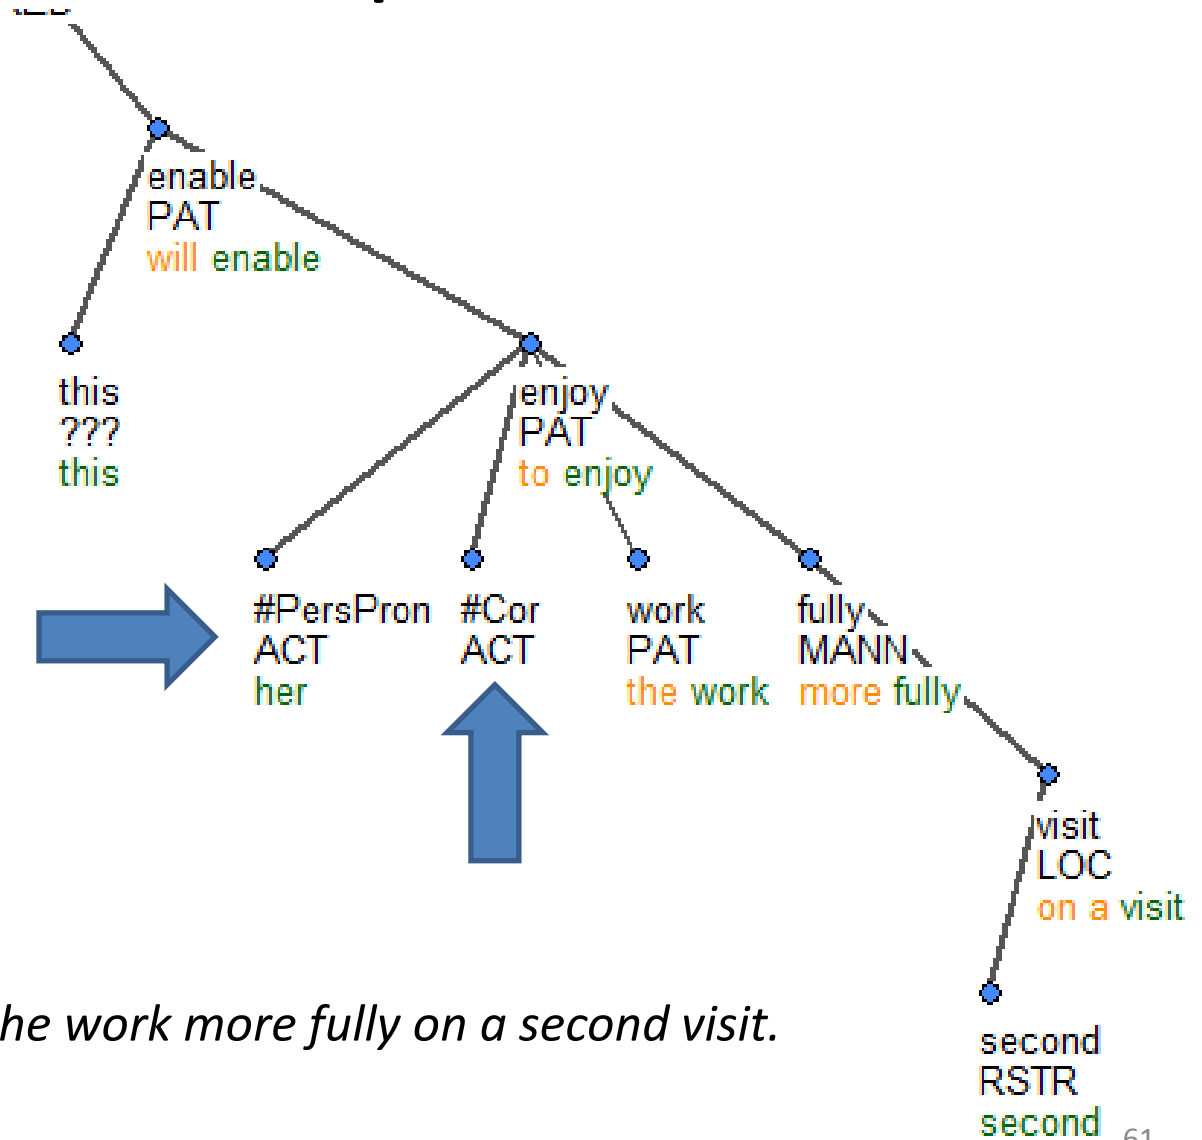 enable
PAT
will enable
this
???
this
enjoy
PAT
to enjoy
#PersPron
ACT
her
#Cor
ACT
work
PAT
the work
fully
MANN
more fully
visit
LOC
on a visit
he work more fully on a second visit.
second
RSTR
second
61